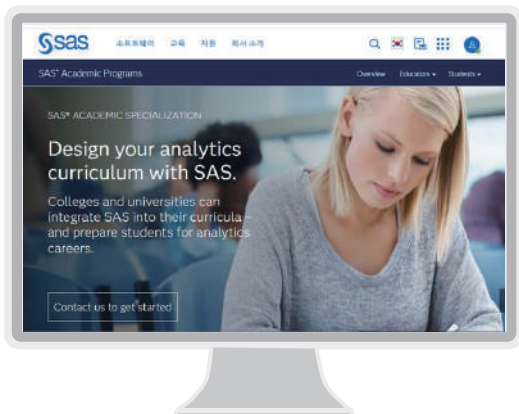 sas
소프트웨어 교육 자원 회사 소개
SAS® Academic Programs
Overview Educators Students
SAS® ACADEMIC SPECIALIZATION
Design your analytics
curriculum with SAS.
Colleges and universities can
integrate SAS into their curricula –
and prepare students for analytics
careers.
Contact us to get started